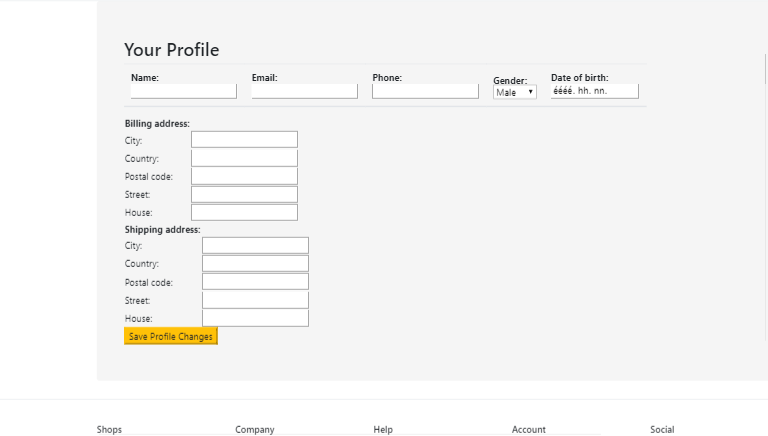 Your Profile
Name: Email: Phone: Gender: Date of birth:
Male éééé. hh. nn.
Billing address:
City:
Country:
Postal code:
Street:
House:
Shipping address:
City:
Country:
Postal code:
Street:
House:
Save Profile Changes
Shops Company Help Account Social